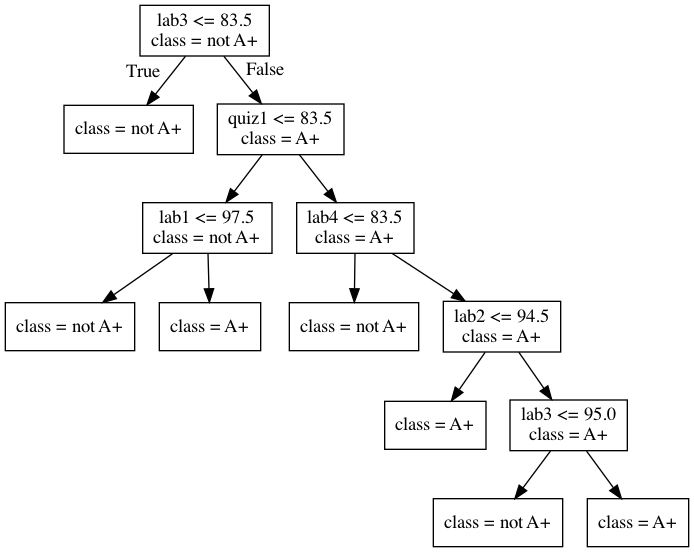 lab3 <= 83.5
class = not A+
True
False
class = not A+
quiz1 <= 83.5
class = A+
lab1 <= 97.5
class = not A+
lab4 <= 83.5
class = A+
class = not A+
class = A+
class = not A+
lab2 <= 94.5
class = A+
class = A+
lab3 <= 95.0
class = A+
class = not A+
class = A+